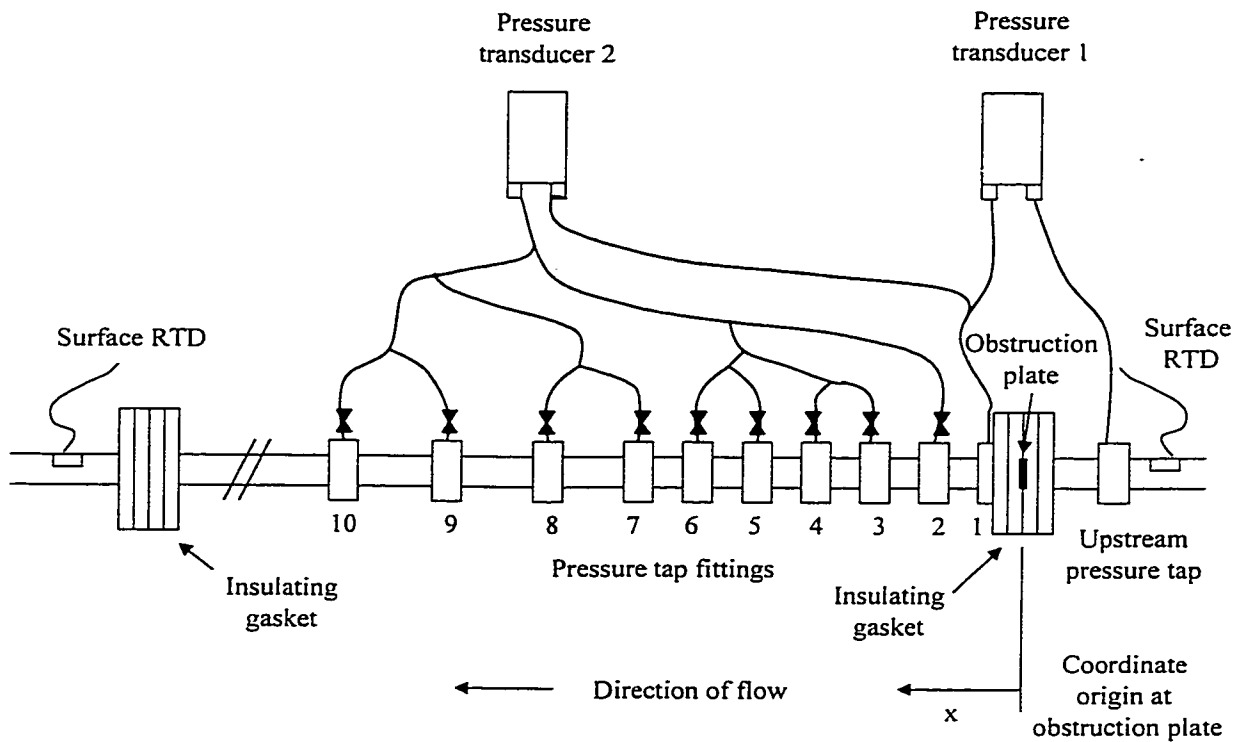 Pressure
transducer 2
Pressure
transducer 1
Surface RTD
Obstruction
plate
Surface
RTD
10
9
8
7
6
5
4
3
2
1
Insulating
gasket
Pressure tap fittings
Insulating
gasket
Upstream
pressure tap
Direction of flow
x
Coordinate
origin at
obstruction plate